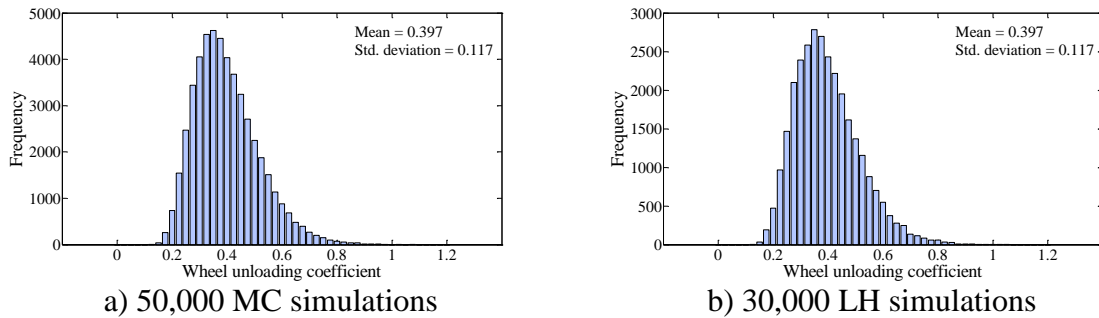 5000
4000
3000
2000
1000
0
Frequency
Mean = 0.397
Std. deviation = 0.117
0 0.2 0.4 0.6 0.8 1 1.2
Wheel unloading coefficient
a) 50,000 MC simulations
3000
2500
2000
1500
1000
500
0
Frequency
Mean = 0.397
Std. deviation = 0.117
0 0.2 0.4 0.6 0.8 1 1.2
Wheel unloading coefficient
b) 30,000 LH simulations